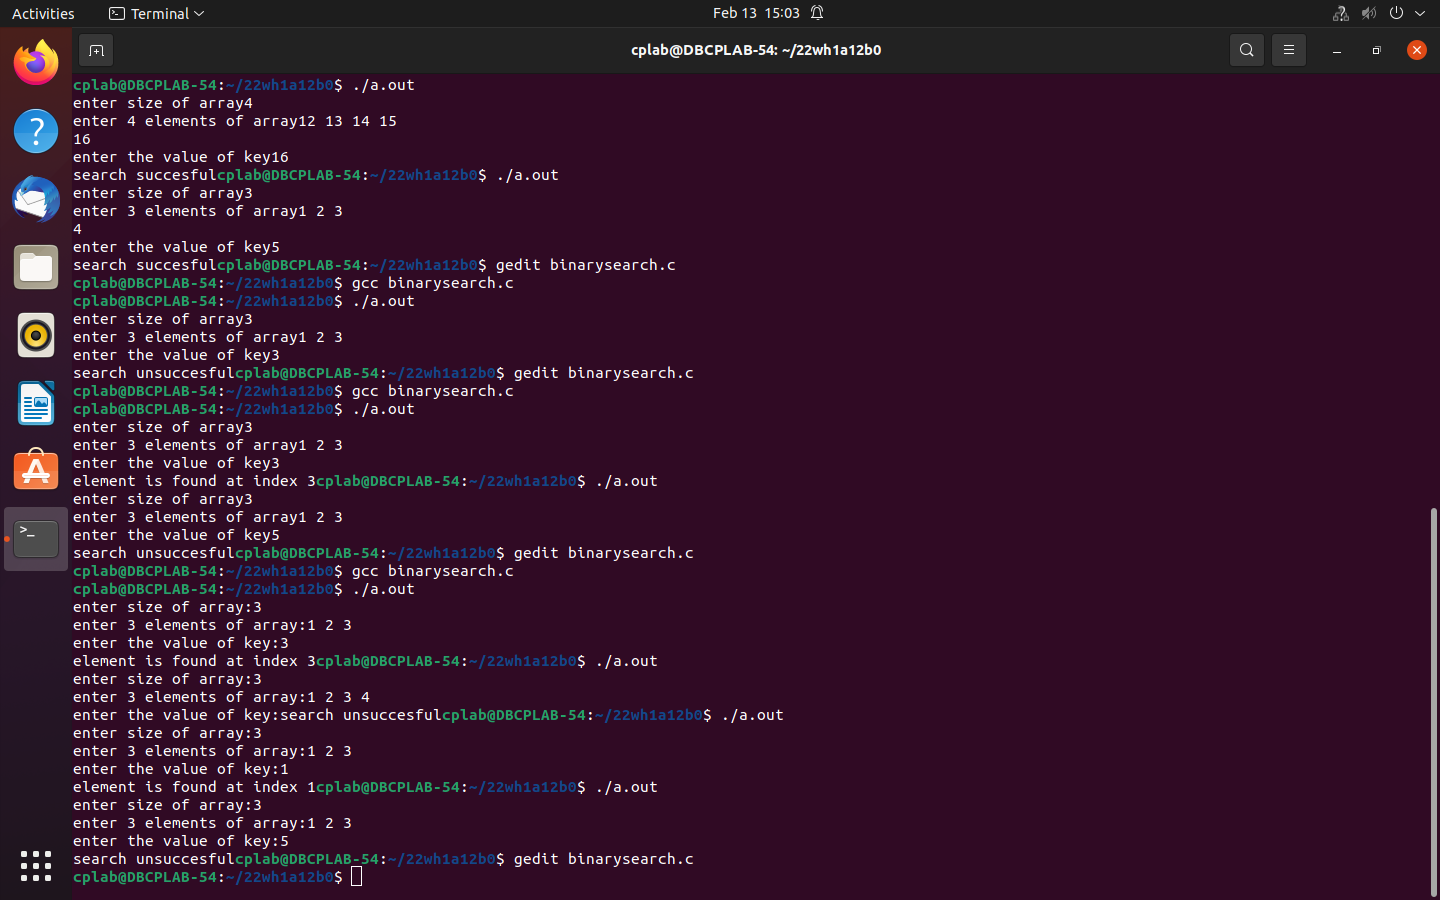 Activities
Terminal
Feb 13 15:03
cplab@DBCPLAB-54: ~/22wh1a12b0
cplab@DBCPLAB-54:~/22wh1a12b0$ ./a.out
enter size of array4
enter 4 elements of array12 13 14 15
16
enter the value of key16
search succesfulcplab@DBCPLAB-54:~/22wh1a12b0$ ./a.out
enter size of array3
enter 3 elements of array1 2 3
4
enter the value of key5
search succesfulcplab@DBCPLAB-54:~/22wh1a12b0$ gedit binarysearch.c
cplab@DBCPLAB-54:~/22wh1a12b0$ gcc binarysearch.c
cplab@DBCPLAB-54:~/22wh1a12b0$ ./a.out
enter size of array3
enter 3 elements of array1 2 3
enter the value of key3
search unsuccesfulcplab@DBCPLAB-54:~/22wh1a12b0$ gedit binarysearch.c
cplab@DBCPLAB-54:~/22wh1a12b0$ gcc binarysearch.c
cplab@DBCPLAB-54:~/22wh1a12b0$ ./a.out
enter size of array3
enter 3 elements of array1 2 3
enter the value of key3
element is found at index 3cplab@DBCPLAB-54:~/22wh1a12b0$ ./a.out
enter size of array3
enter 3 elements of array1 2 3
enter the value of key5
search unsuccesfulcplab@DBCPLAB-54:~/22wh1a12b0$ gedit binarysearch.c
cplab@DBCPLAB-54:~/22wh1a12b0$ gcc binarysearch.c
cplab@DBCPLAB-54:~/22wh1a12b0$ ./a.out
enter size of array:3
enter 3 elements of array:1 2 3
enter the value of key:3
element is found at index 3cplab@DBCPLAB-54:~/22wh1a12b0$ ./a.out
enter size of array:3
enter 3 elements of array:1 2 3 4
enter the value of key:search unsuccesfulcplab@DBCPLAB-54:~/22wh1a12b0$ ./a.out
enter size of array:3
enter 3 elements of array:1 2 3
enter the value of key:1
element is found at index 1cplab@DBCPLAB-54:~/22wh1a12b0$ ./a.out
enter size of array:3
enter 3 elements of array:1 2 3
enter the value of key:5
search unsuccesfulcplab@DBCPLAB-54:~/22wh1a12b0$ gedit binarysearch.c
cplab@DBCPLAB-54:~/22wh1a12b0$